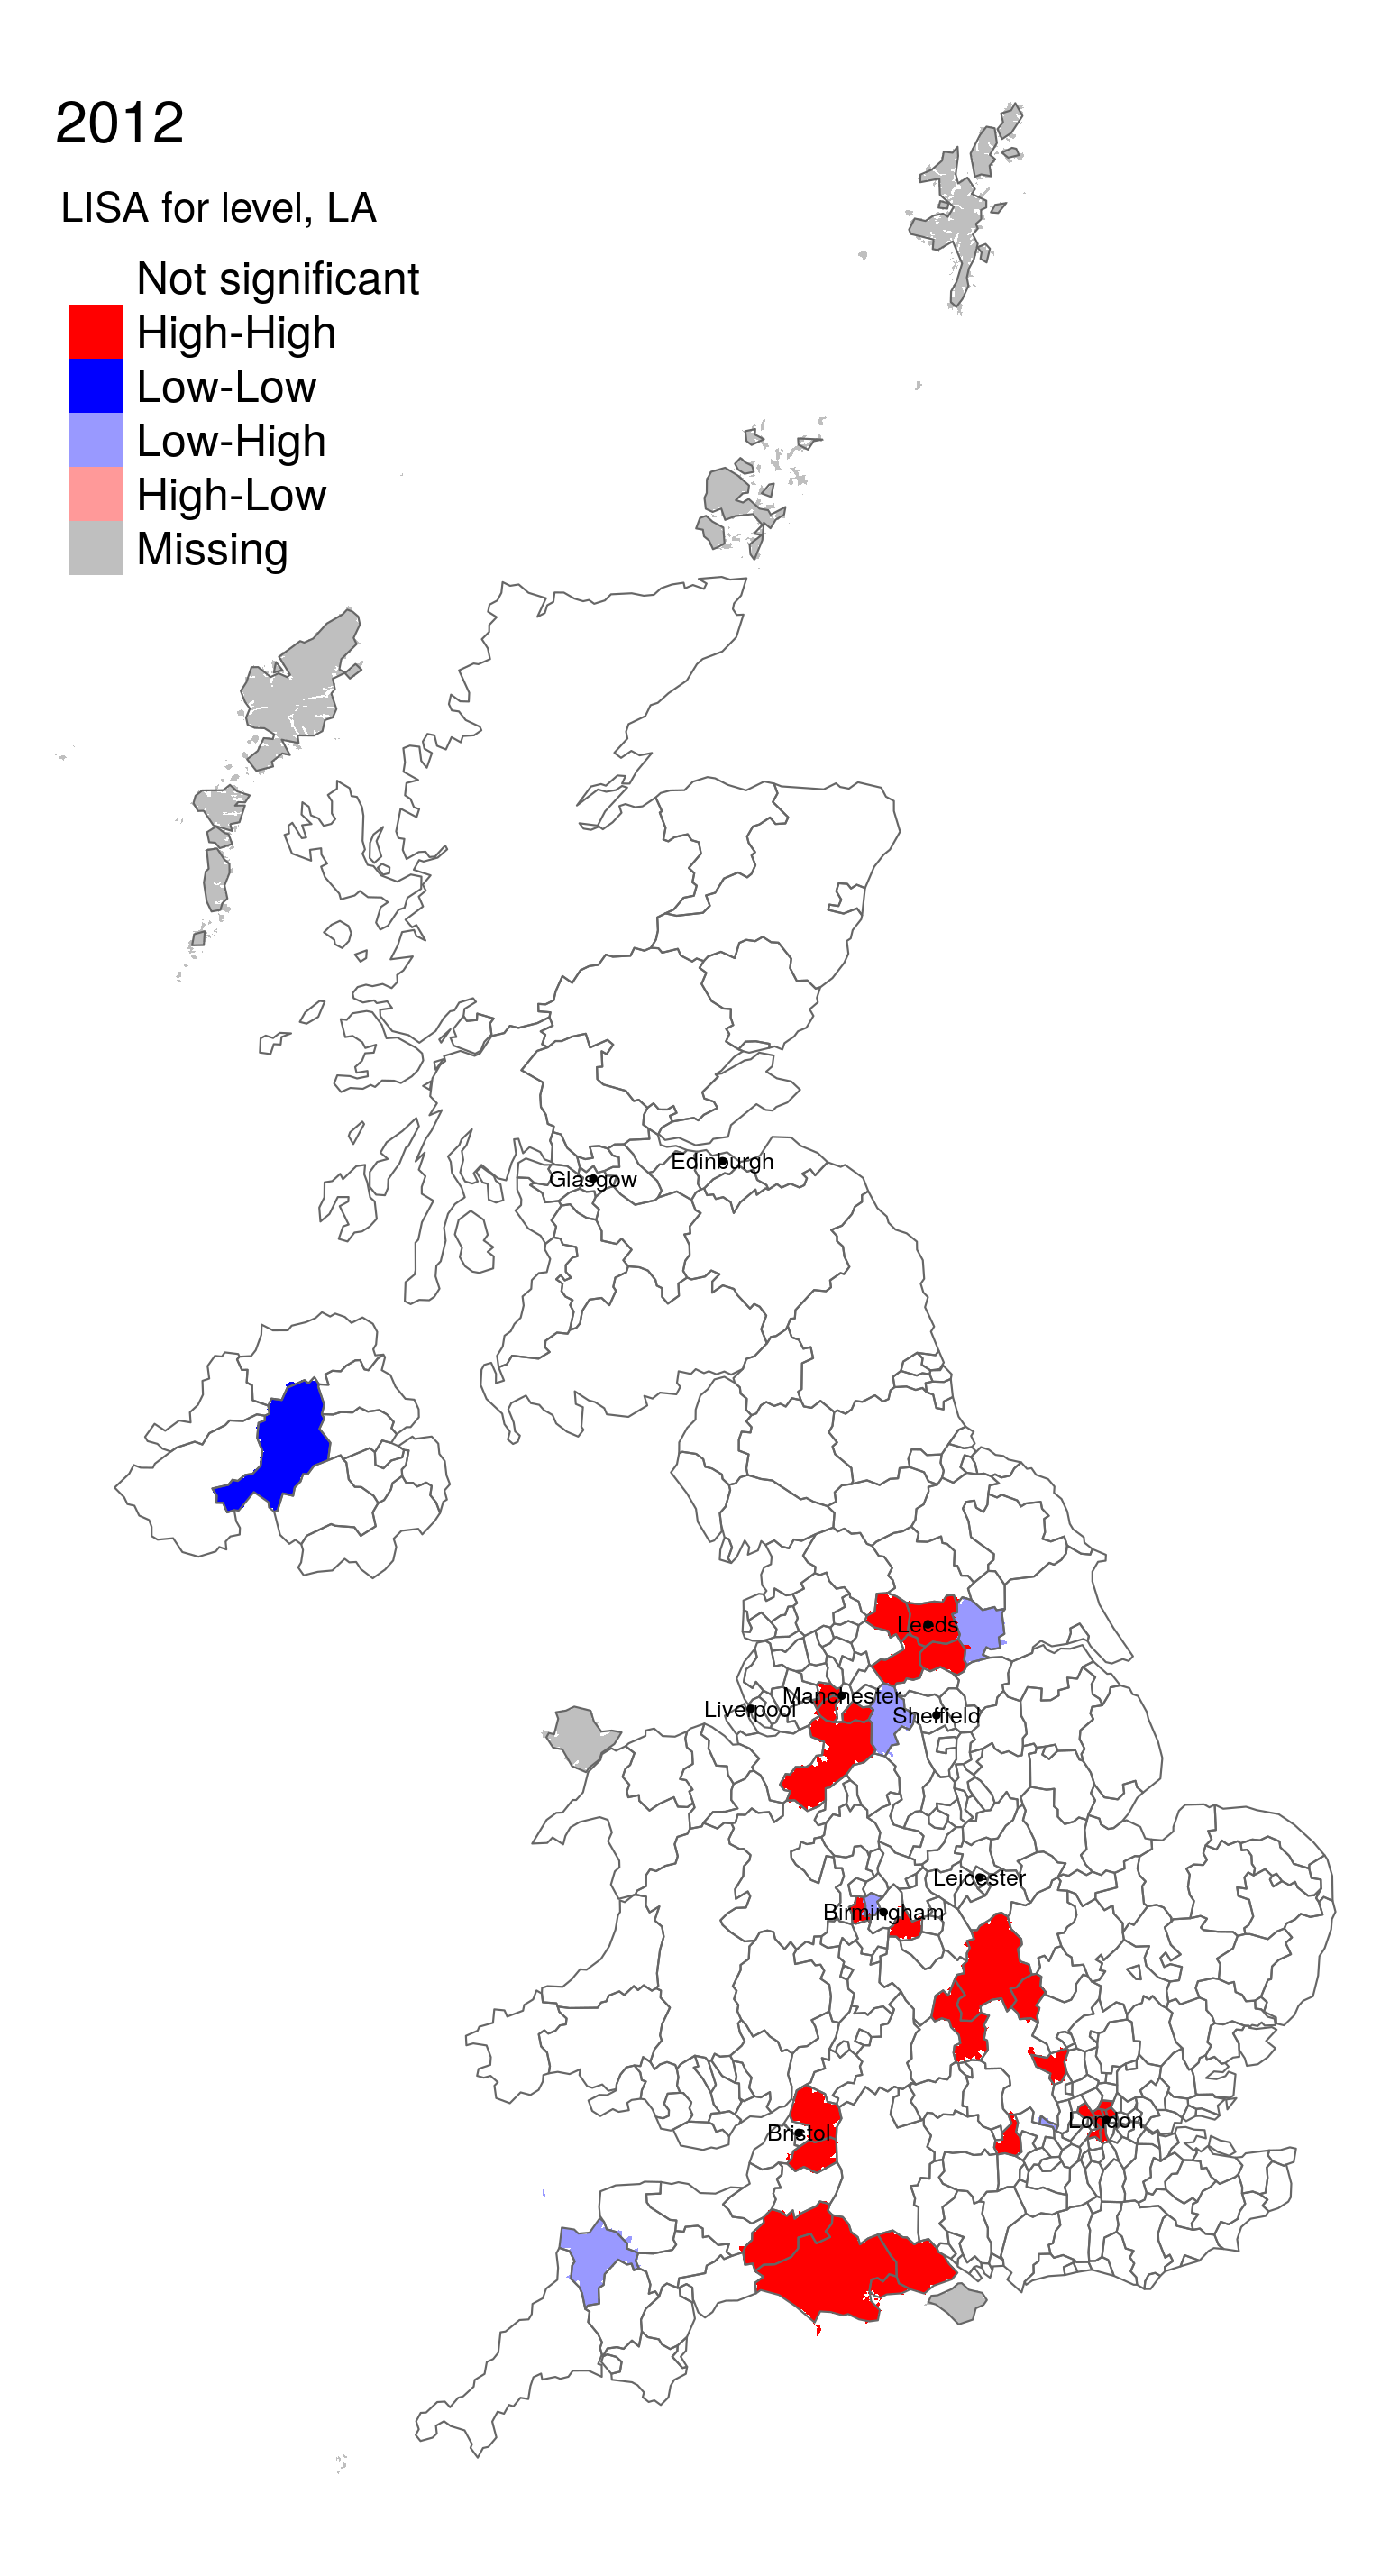 2012
LISA for level, LA
Not significant
High-High
Low-Low
Low-High
High-Low
Missing
Edinburgh
Glasgow
Leeds
Manchester
Liverpool
Sheffield
Leicester
Birmingham
London
Bristol